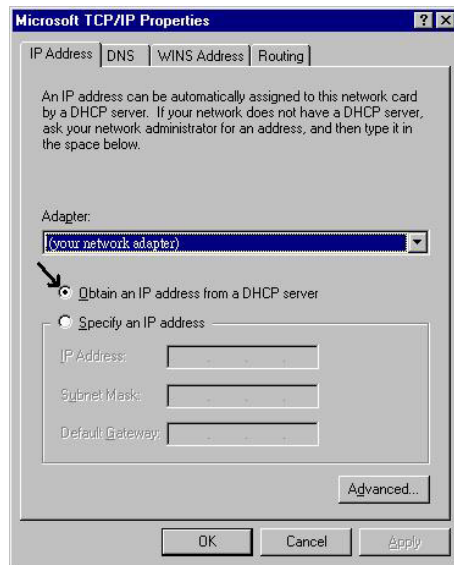 Microsoft TCP/IP Properties
IP Address DNS WINS Address Routing
An IP address can be automatically assigned to this network card
by a DHCP server. If your network does not have a DHCP server,
ask your network administrator for an address, and then type it in
the space below.
Adapter:
(your network adapter)
Obtain an IP address from a DHCP server
Specify an IP address
IP Address:
Subnet Mask:
Default Gateway:
Advanced...
OK Cancel Apply